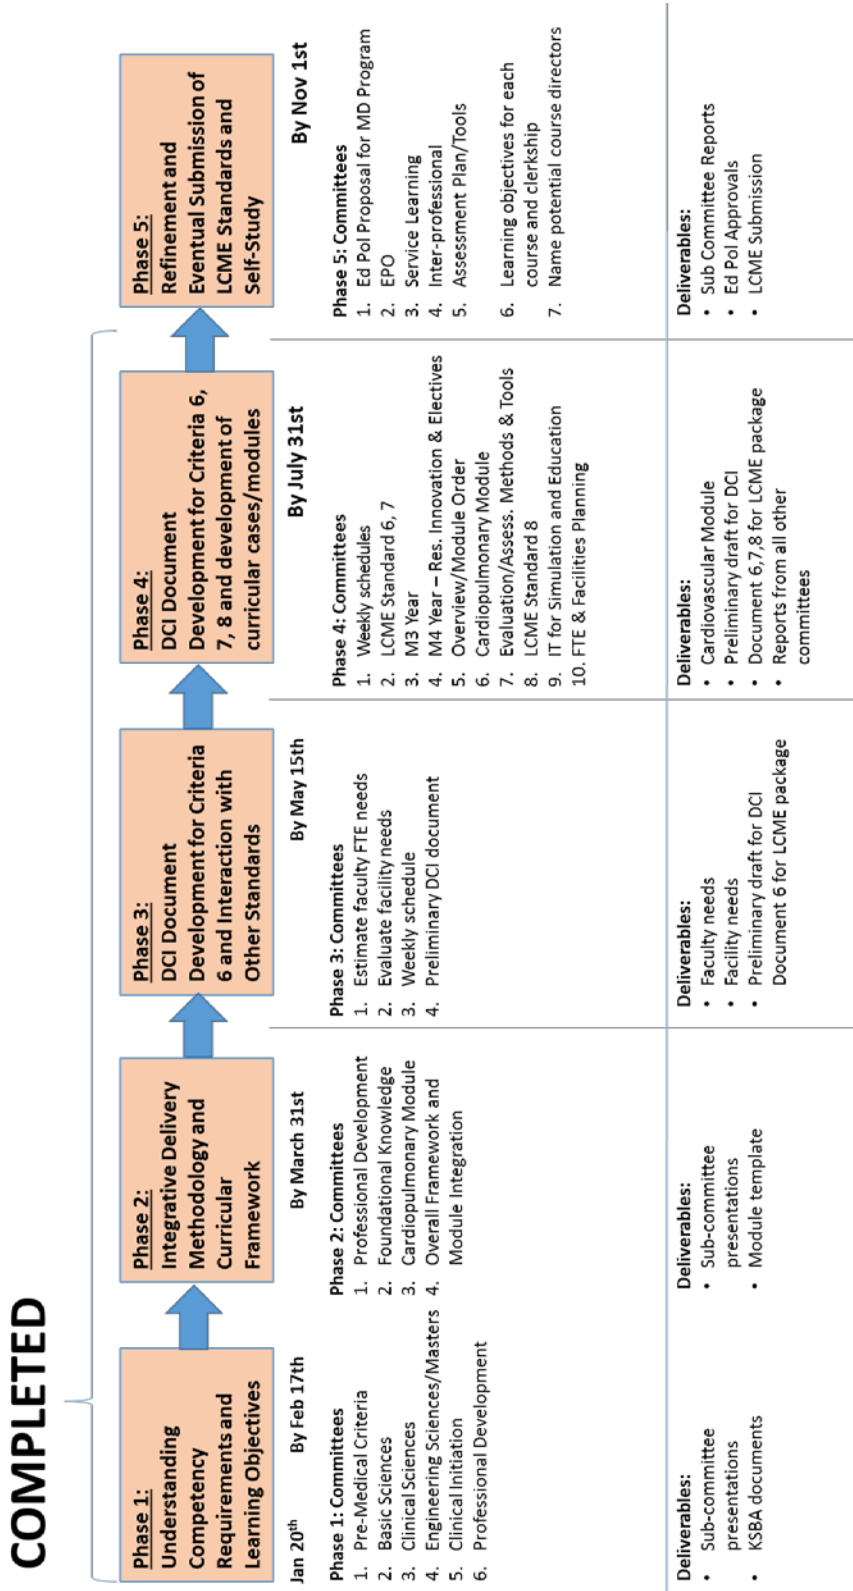 COMPLETED
Phase 1:
Understanding
Competency
Requirements and
Learning Objectives
Phase 2:
Integrative Delivery
Methodology and
Curricular
Framework
Phase 3:
DCI Document
Development for Criteria
6 and Interaction with
Other Standards
Phase 4:
DCI Document
Development for Criteria 6,
7, 8 and development of
curricular cases/modules
Phase 5:
Refinement and
Eventual Submission of
LCME Standards and
Self-Study
Jan 20th
By Feb 17th
By March 31st
By May 15th
By July 31st
By Nov 1st
Phase 1: Committees
1. Pre-Medical Criteria
2. Basic Sciences
3. Clinical Sciences
4. Engineering Sciences/Masters
5. Clinical Initiation
6. Professional Development
Phase 2: Committees
1. Professional Development
2. Foundational Knowledge
3. Cardiopulmonary Module
4. Overall Framework and
Module Integration
Phase 3: Committees
1. Estimate faculty FTE needs
2. Evaluate facility needs
3. Weekly schedule
4. Preliminary DCI document
Phase 4: Committees
1. Weekly schedules
2. LCME Standard 6, 7
3. M3 Year
4. M4 Year – Res. Innovation & Electives
5. Overview/Module Order
6. Cardiopulmonary Module
7. Evaluation/Assess. Methods & Tools
8. LCME Standard 8
9. IT for Simulation and Education
10. FTE & Facilities Planning
Phase 5: Committees
1. Ed Pol Proposal for MD Program
2. EPO
3. Service Learning
4. Inter-professional
5. Assessment Plan/Tools
6. Learning objectives for each
course and clerkship
7. Name potential course directors
Deliverables:
• Sub-committee
presentations
• KSBA documents
Deliverables:
• Sub-committee
presentations
• Module template
Deliverables:
• Faculty needs
• Facility needs
• Preliminary draft for DCI
Document 6 for LCME package
Deliverables:
• Cardiovascular Module
• Preliminary draft for DCI
• Document 6,7,8 for LCME package
• Reports from all other
committees
Deliverables:
• Sub Committee Reports
• Ed Pol Approvals
• LCME Submission